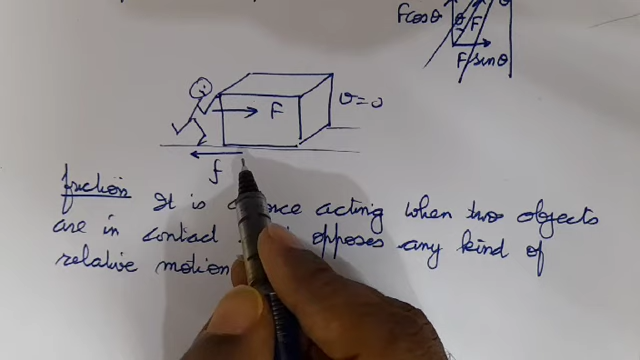 Fcosθ θ F
F sinθ
F v=0
f
friction It is a force acting when two objects
are in contact opposes any kind of
relative motion